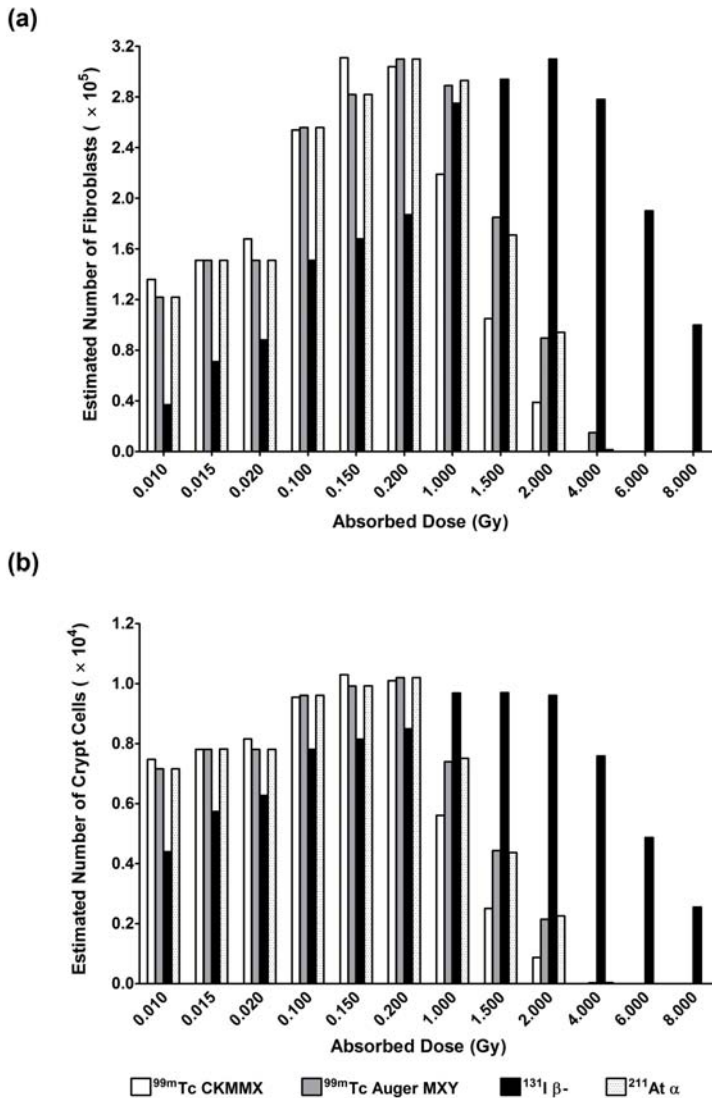 (a)
Estimated Number of Fibroblasts ( × 10⁵)
3.2
2.8
2.4
2.0
1.6
1.2
0.8
0.4
0.0
0.010 0.015 0.020 0.100 0.150 0.200 1.000 1.500 2.000 4.000 6.000 8.000
Absorbed Dose (Gy)
(b)
Estimated Number of Crypt Cells ( × 10⁴)
1.2
1.0
0.8
0.6
0.4
0.2
0.0
0.010 0.015 0.020 0.100 0.150 0.200 1.000 1.500 2.000 4.000 6.000 8.000
Absorbed Dose (Gy)
⁹⁹ᵐTc CKMMX ⁹⁹ᵐTc Auger MXY ¹³¹I β- ²¹¹At α